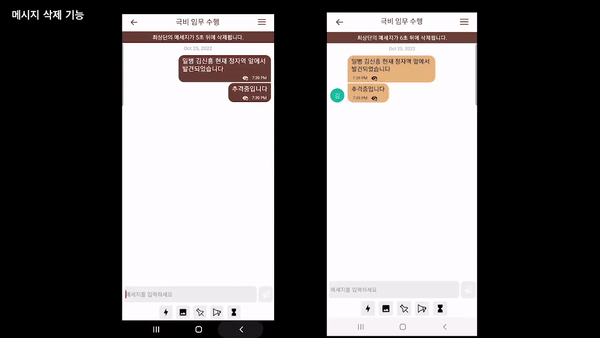 메시지 삭제 기능
극비 임무 수행
최상단의 메세지가 5초 뒤에 삭제됩니다.
Oct 25, 2022
일병 김신흠 현재 정자역 앞에서
발견되었습니다
7:39 PM
추격중입니다
7:39 PM
메세지를 입력하세요
극비 임무 수행
최상단의 메세지가 6초 뒤에 삭제됩니다.
Oct 25, 2022
일병 김신흠 현재 정자역 앞에서
발견되었습니다
7:39 PM
추격중입니다
7:39 PM
메세지를 입력하세요